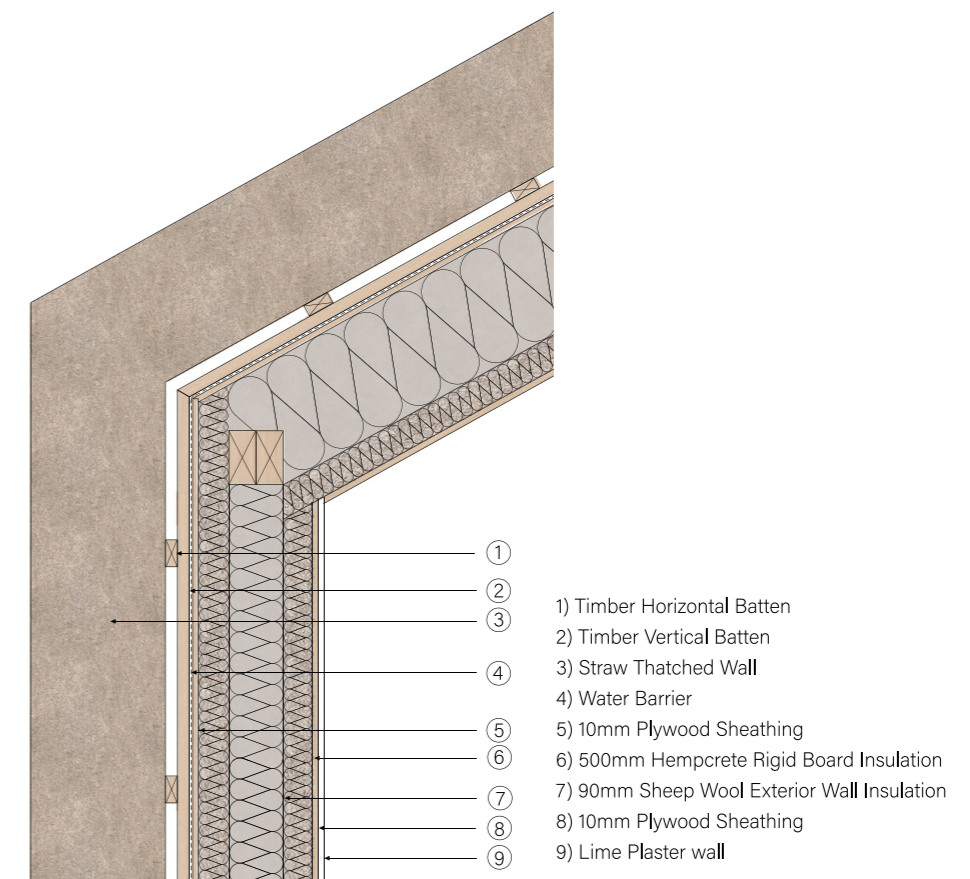 ①
②
③
④
⑤
⑥
⑦
⑧
⑨
1) Timber Horizontal Batten
2) Timber Vertical Batten
3) Straw Thatched Wall
4) Water Barrier
5) 10mm Plywood Sheathing
6) 500mm Hempcrete Rigid Board Insulation
7) 90mm Sheep Wool Exterior Wall Insulation
8) 10mm Plywood Sheathing
9) Lime Plaster wall